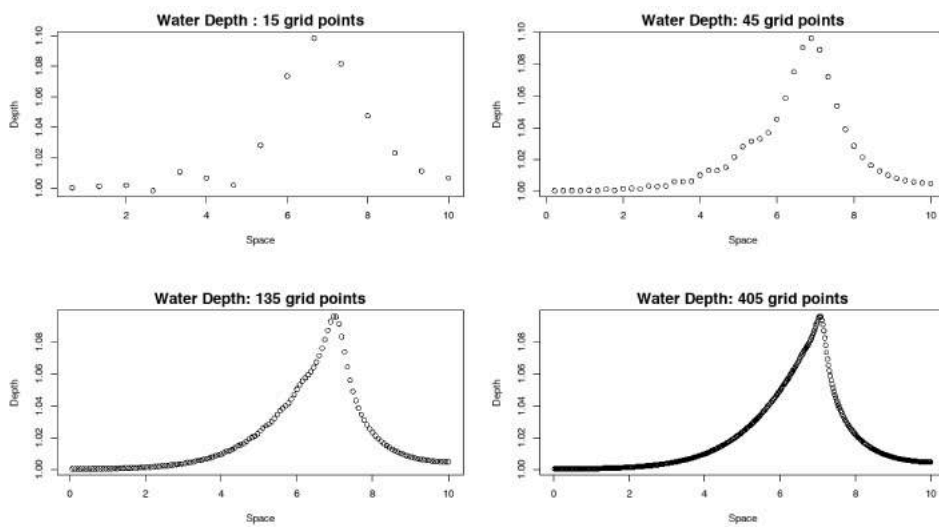 Water Depth : 15 grid points
Depth
1.00 1.02 1.04 1.06 1.08 1.10
2 4 6 8 10
Space
Water Depth: 45 grid points
Depth
1.00 1.02 1.04 1.06 1.08 1.10
0 2 4 6 8 10
Space
Water Depth: 135 grid points
Depth
1.00 1.02 1.04 1.06 1.08
0 2 4 6 8 10
Space
Water Depth: 405 grid points
Depth
1.00 1.02 1.04 1.06 1.08
0 2 4 6 8 10
Space